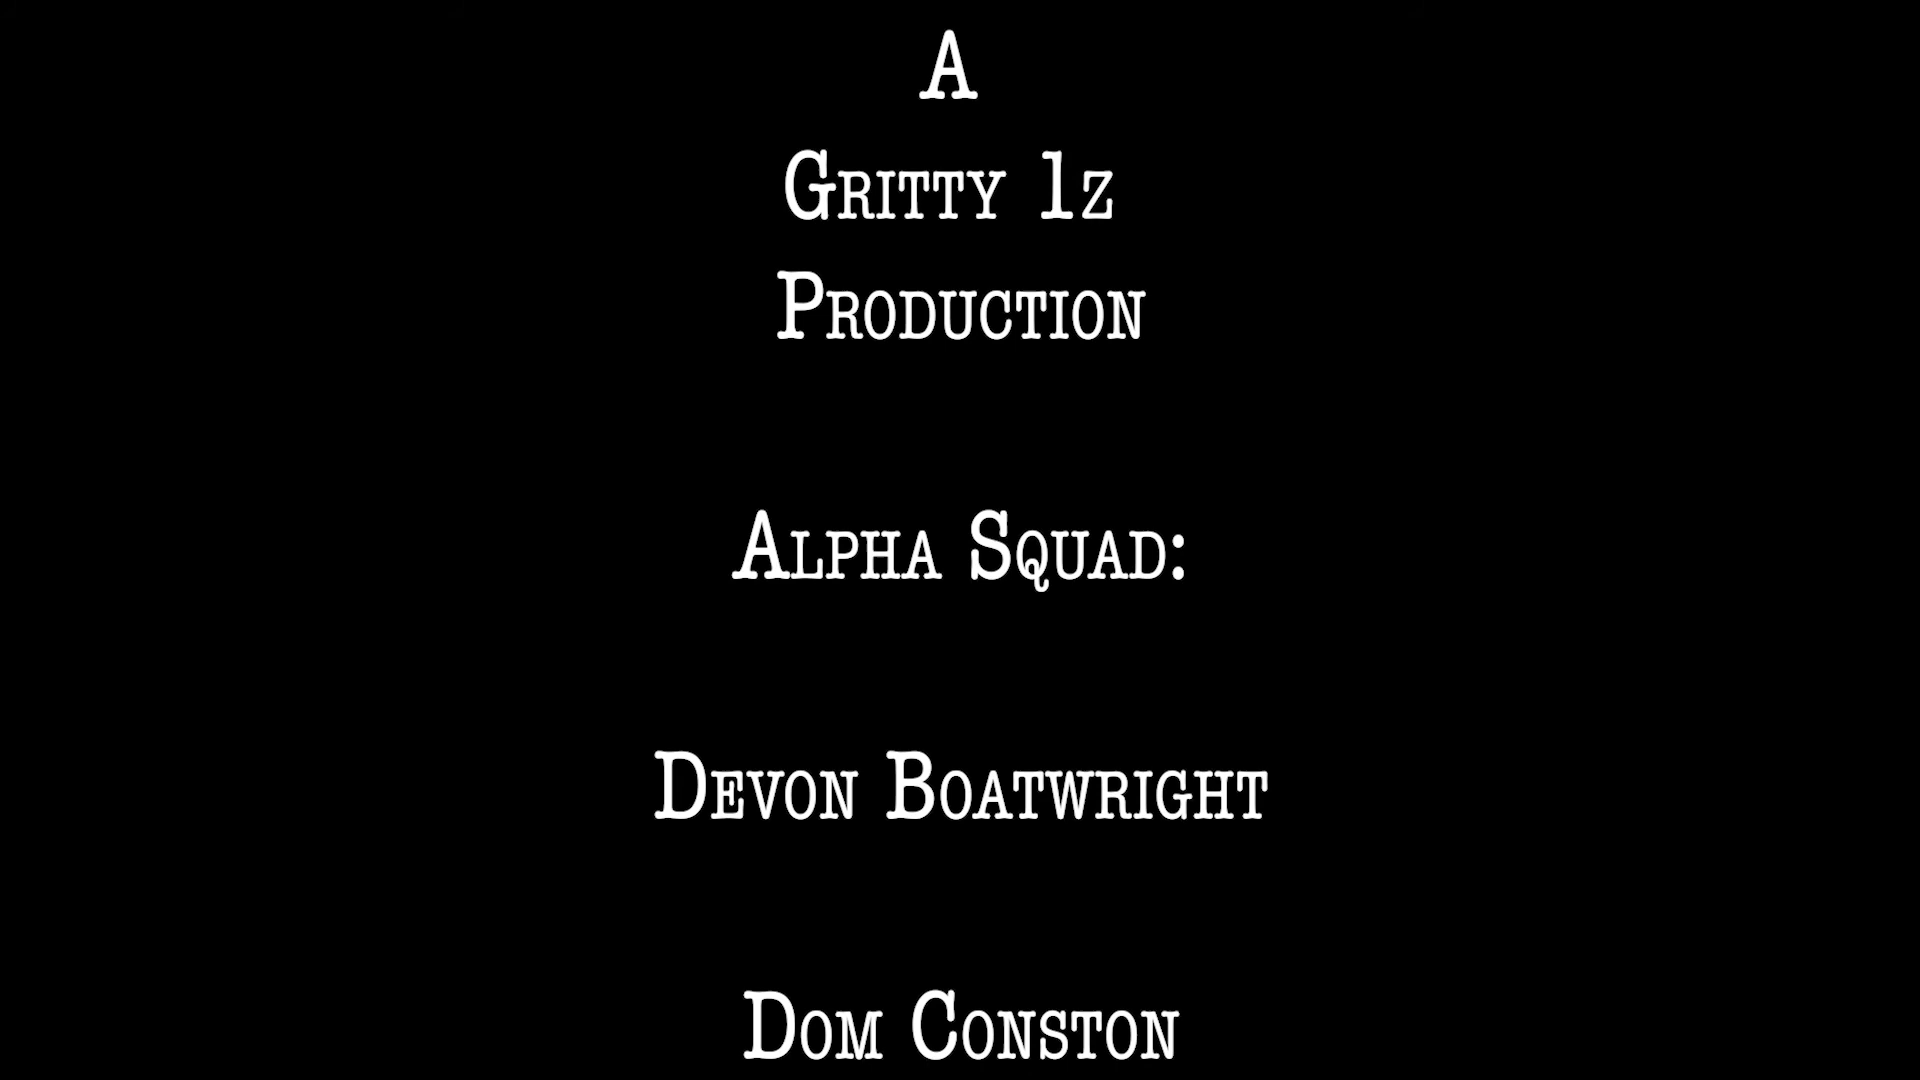 A
Gritty 1z
Production
Alpha Squad:
Devon Boatwright
Dom Conston